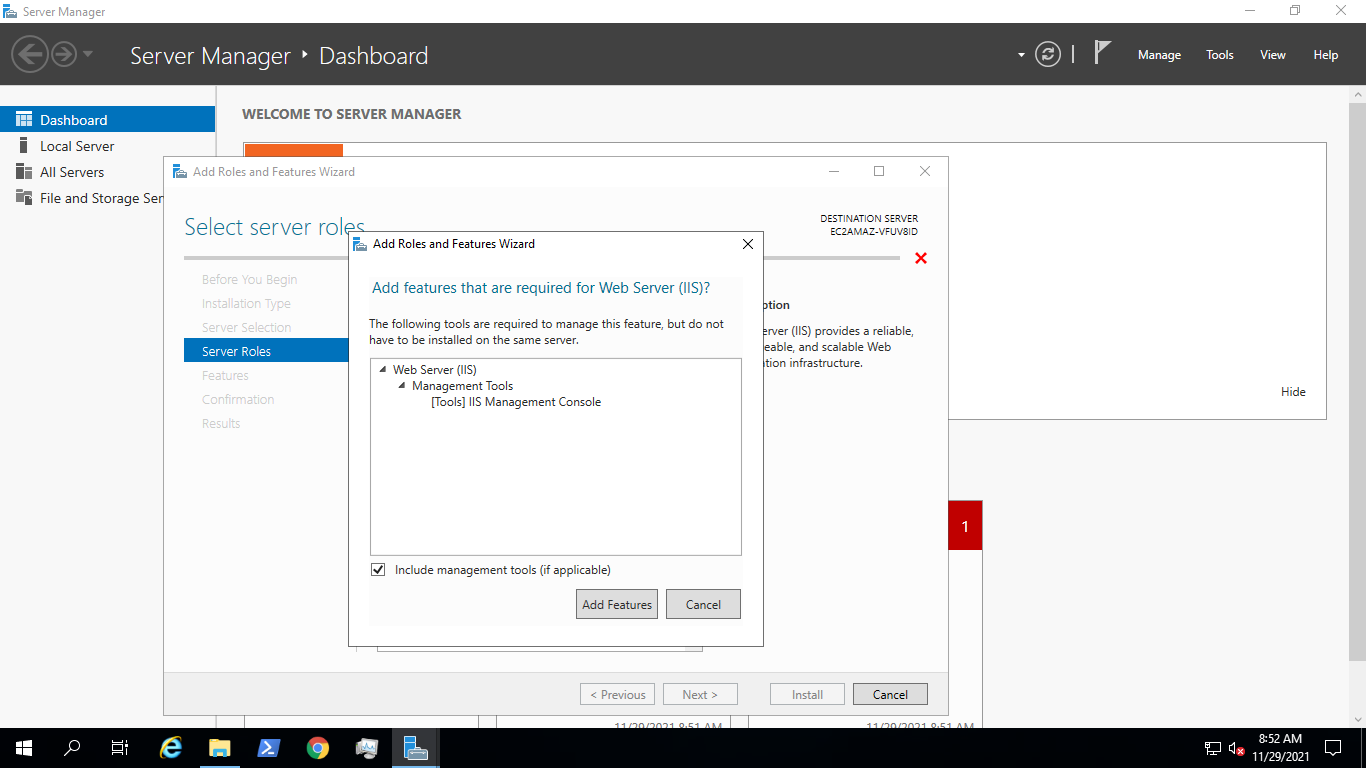 Server Manager
Server Manager
Dashboard
Manage
Tools
View
Help
Dashboard
Local Server
All Servers
File and Storage Ser
WELCOME TO SERVER MANAGER
Hide
1
Add Roles and Features Wizard
Select server roles
DESTINATION SERVER
EC2AMAZ-VFUV8ID
Before You Begin
Installation Type
Server Selection
Server Roles
Features
Confirmation
Results
Add Roles and Features Wizard
Add features that are required for Web Server (IIS)?
The following tools are required to manage this feature, but do not
have to be installed on the same server.
Web Server (IIS)
Management Tools
[Tools] IIS Management Console
Include management tools (if applicable)
Add Features
Cancel
ption
erver (IIS) provides a reliable,
eable, and scalable Web
tion infrastructure.
< Previous
Next >
Install
Cancel
11/29/2021 8:51 AM
11/29/2021 8:51 AM
8:52 AM
11/29/2021